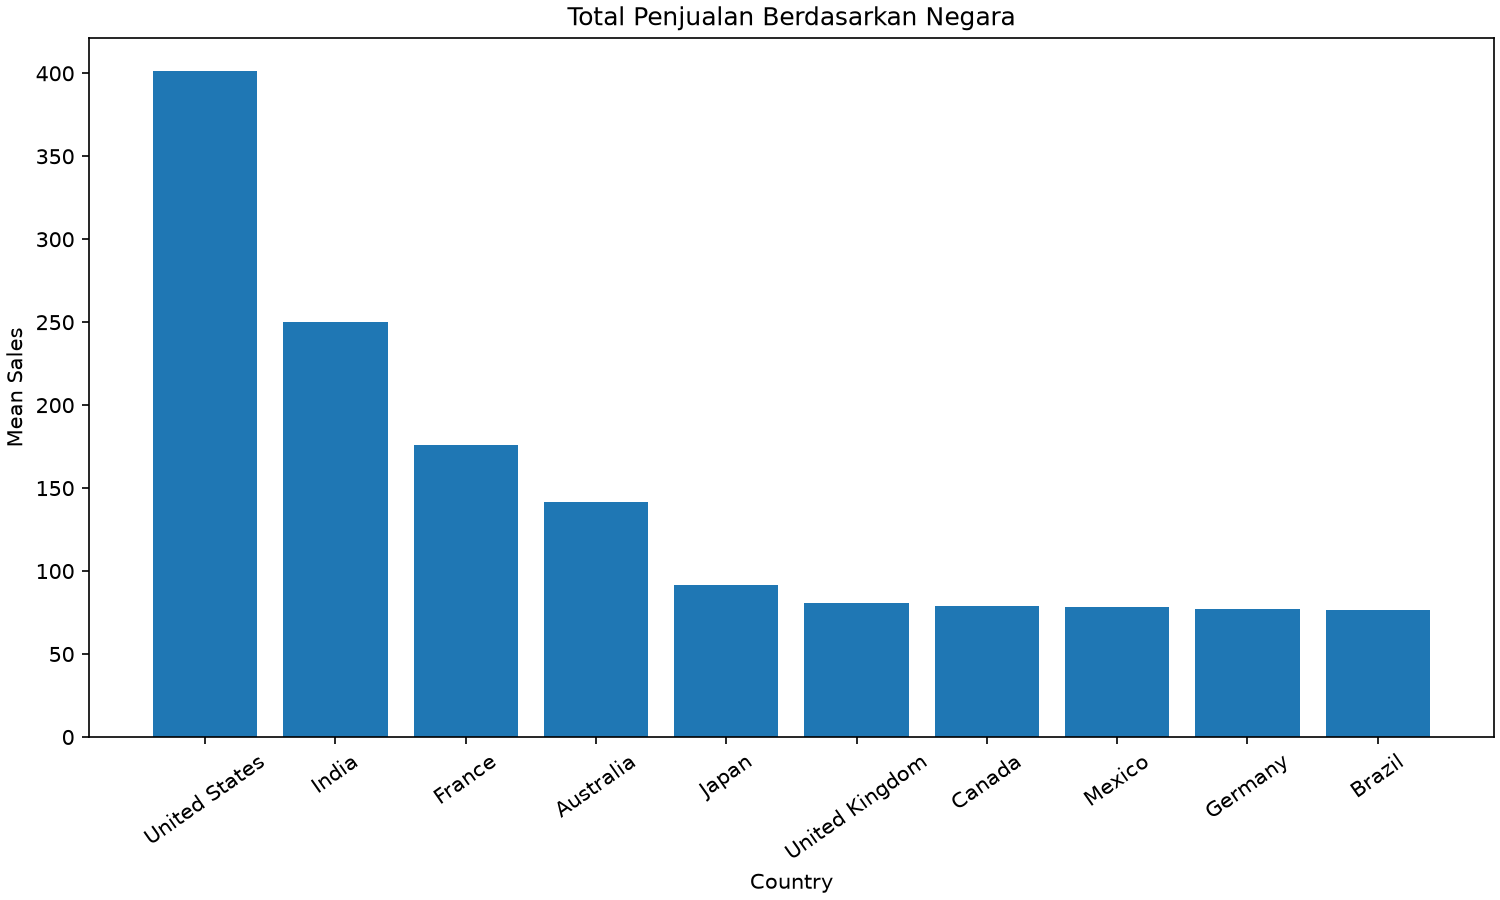 Total Penjualan Berdasarkan Negara
Mean Sales
400
350
300
250
200
150
100
50
0
United States
India
France
Australia
Japan
United Kingdom
Canada
Mexico
Germany
Brazil
Country